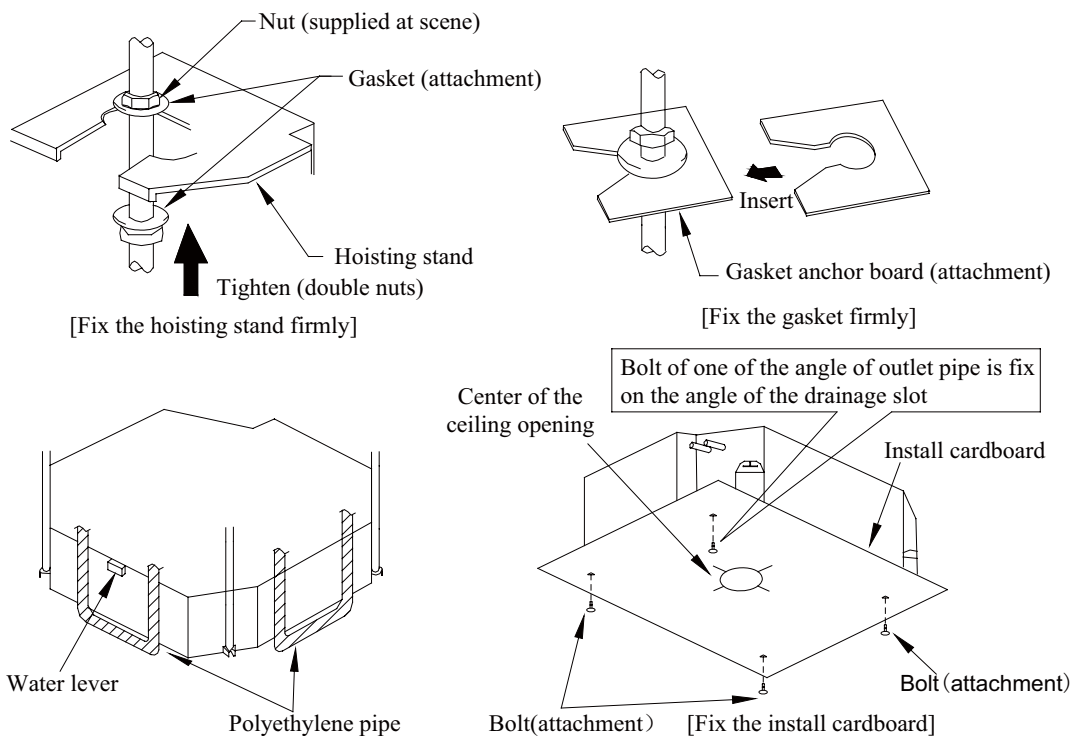 Nut (supplied at scene)
Gasket (attachment)
Hoisting stand
Tighten (double nuts)
[Fix the hoisting stand firmly]
Insert
Gasket anchor board (attachment)
[Fix the gasket firmly]
Water lever
Polyethylene pipe
Bolt of one of the angle of outlet pipe is fix
on the angle of the drainage slot
Center of the
ceiling opening
Install cardboard
Bolt（attachment）
Bolt(attachment）
[Fix the install cardboard]